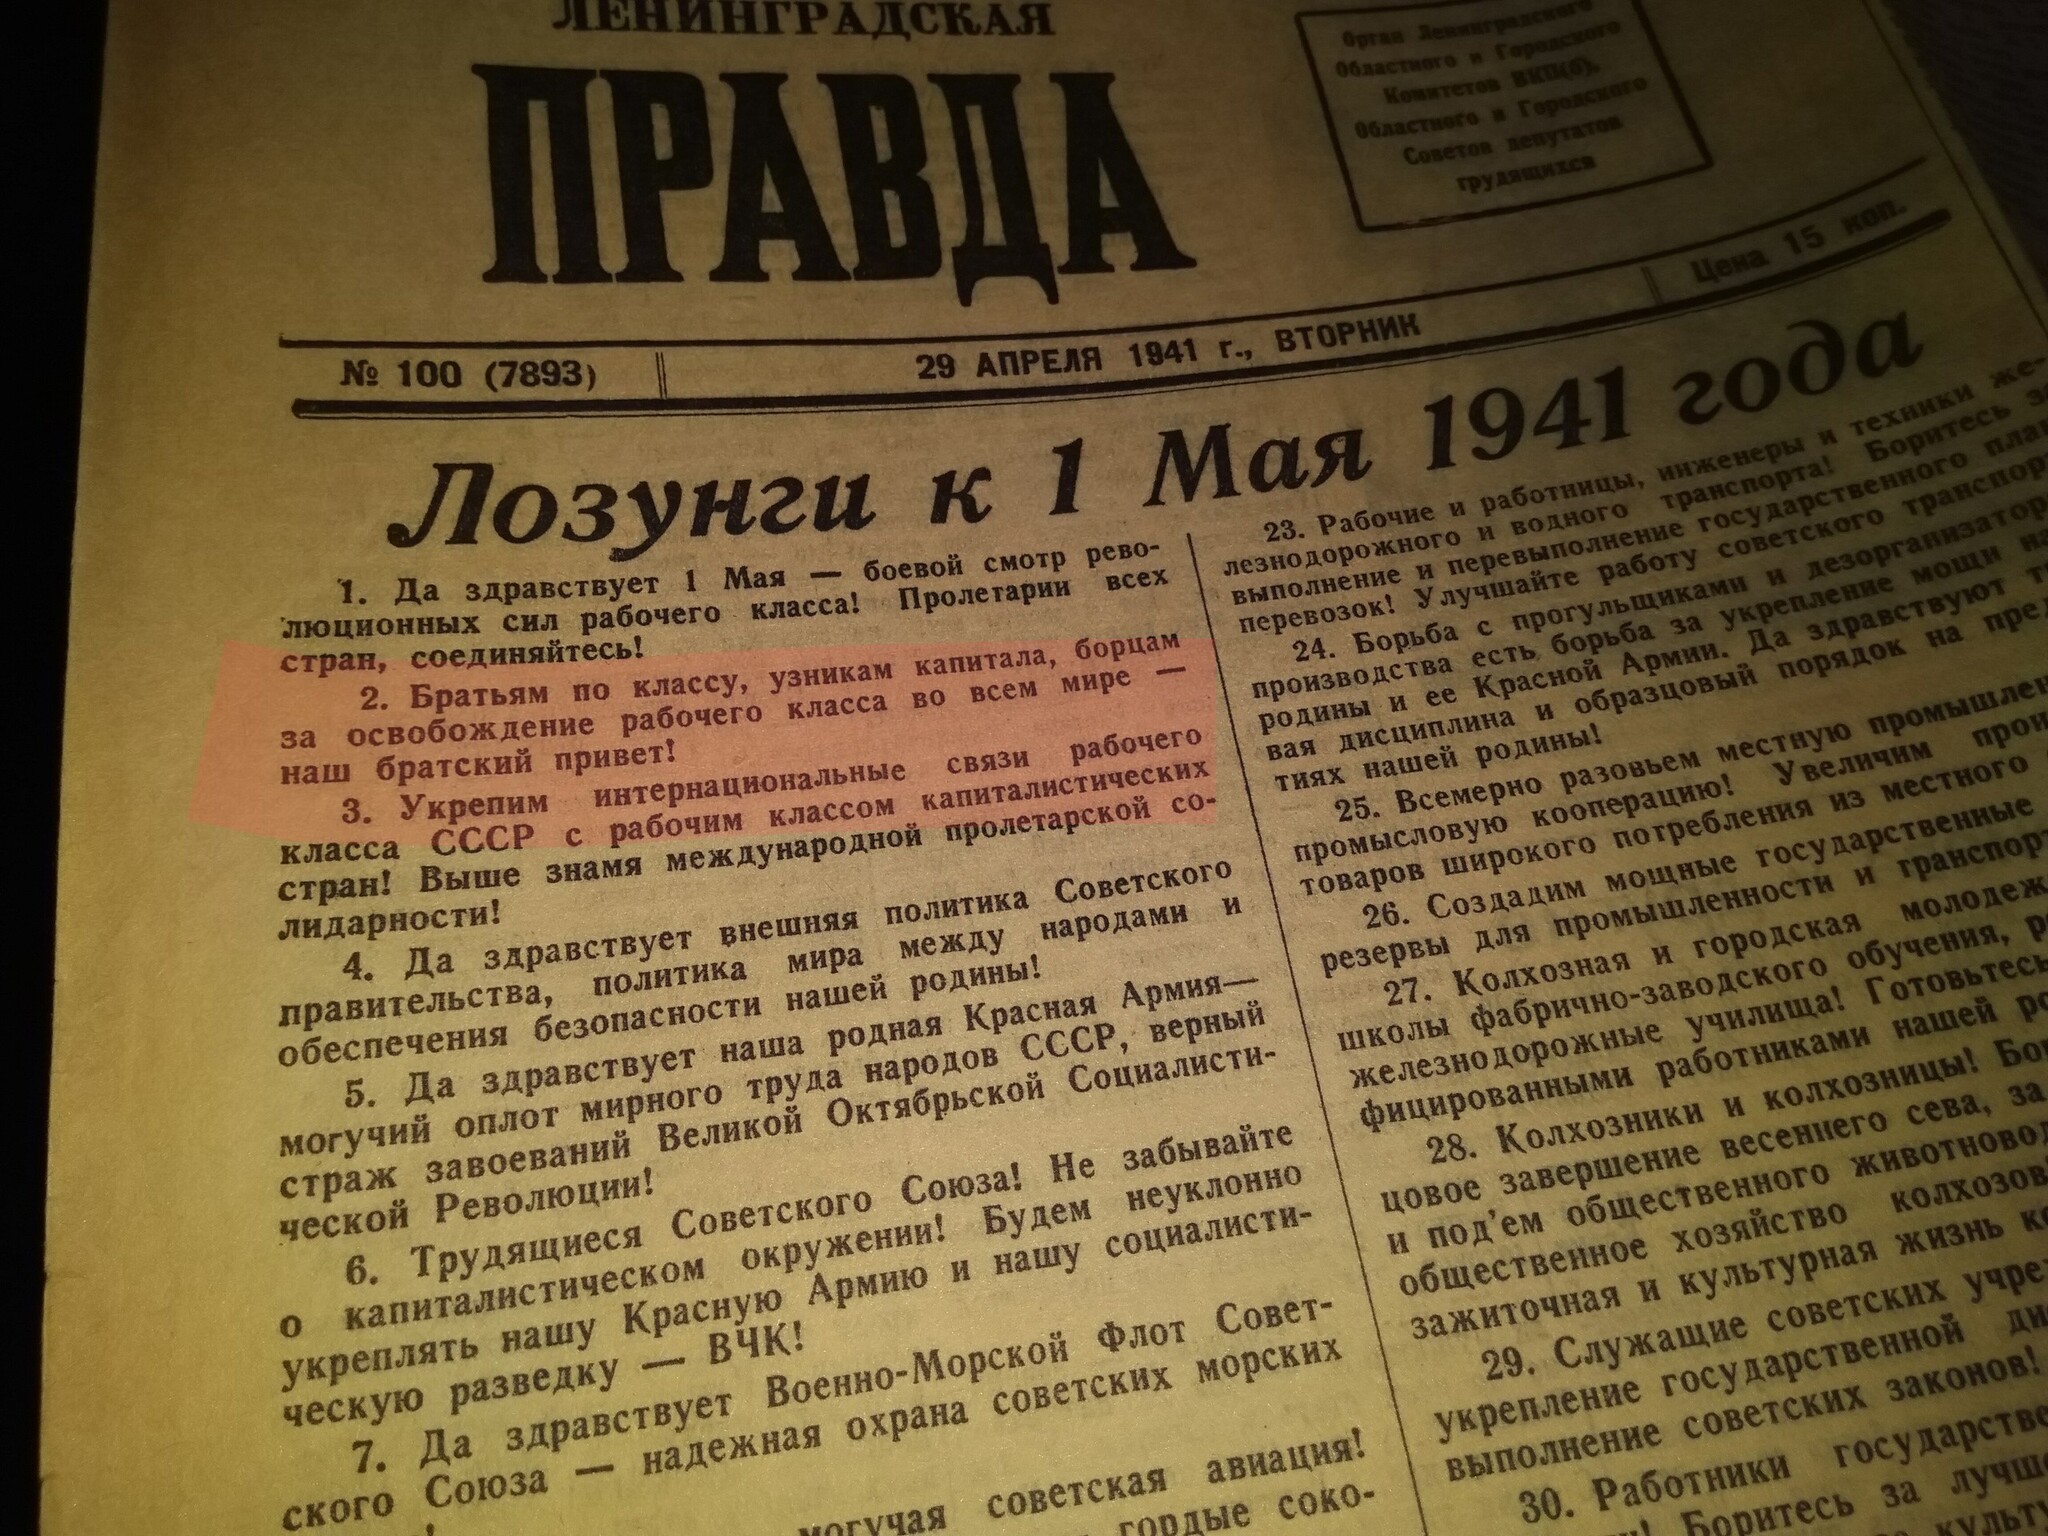 ЛЕНИНГРАДСКАЯ
ПРАВДА
Орган Ленинградского
Областного и Городского
Комитетов ВКП(б),
Областного и Городского
Советов депутатов
трудящихся
№ 100 (7893)
29 АПРЕЛЯ 1941 г., ВТОРНИК
Цена 15 коп.
Лозунги к 1 Мая 1941 года
1. Да здравствует 1 Мая — боевой смотр рево-
люционных сил рабочего класса! Пролетарии всех
стран, соединяйтесь!
2. Братьям по классу, узникам капитала, борцам
за освобождение рабочего класса во всем мире —
наш братский привет!
3. Укрепим интернациональные связи рабочего
класса СССР с рабочим классом капиталистических
стран! Выше знамя международной пролетарской со-
лидарности!
4. Да здравствует внешняя политика Советского
правительства, политика мира между народами и
обеспечения безопасности нашей родины!
5. Да здравствует наша родная Красная Армия—
могучий оплот мирного труда народов СССР, верный
страж завоеваний Великой Октябрьской Социалисти-
ческой Революции!
6. Трудящиеся Советского Союза! Не забывайте
о капиталистическом окружении! Будем неуклонно
укреплять нашу Красную Армию и нашу социалисти-
ческую разведку — ВЧК!
7. Да здравствует Военно-Морской Флот Совет-
ского Союза — надежная охрана советских морских
могучая советская авиация!
гордые соко-
23. Рабочие и работницы, инженеры и техники же-
лезнодорожного и водного транспорта! Боритесь за
выполнение и перевыполнение государственного
перевозок! Улучшайте работу советского
24. Борьба с прогульщиками и
производства есть борьба за укрепление мощи
родины и ее Красной Армии. Да здравствуют
вая дисциплина и образцовый порядок на
тиях нашей родины!
25. Всемерно разовьем местную
промысловую кооперацию! Увеличим
товаров широкого потребления из местного
26. Создадим мощные государственные
резервы для промышленности и
27. Колхозная и городская
школы фабрично-заводского обучения,
железнодорожные училища! Готовьтесь
фицированными работниками нашей
28. Колхозники и колхозницы!
цовое завершение весеннего сева, за
и под'ем общественного
общественное хозяйство колхозов
зажиточная и культурная жизнь
29. Служащие советских
укрепление государственной
выполнение советских законов!
30. Работники
Боритесь за